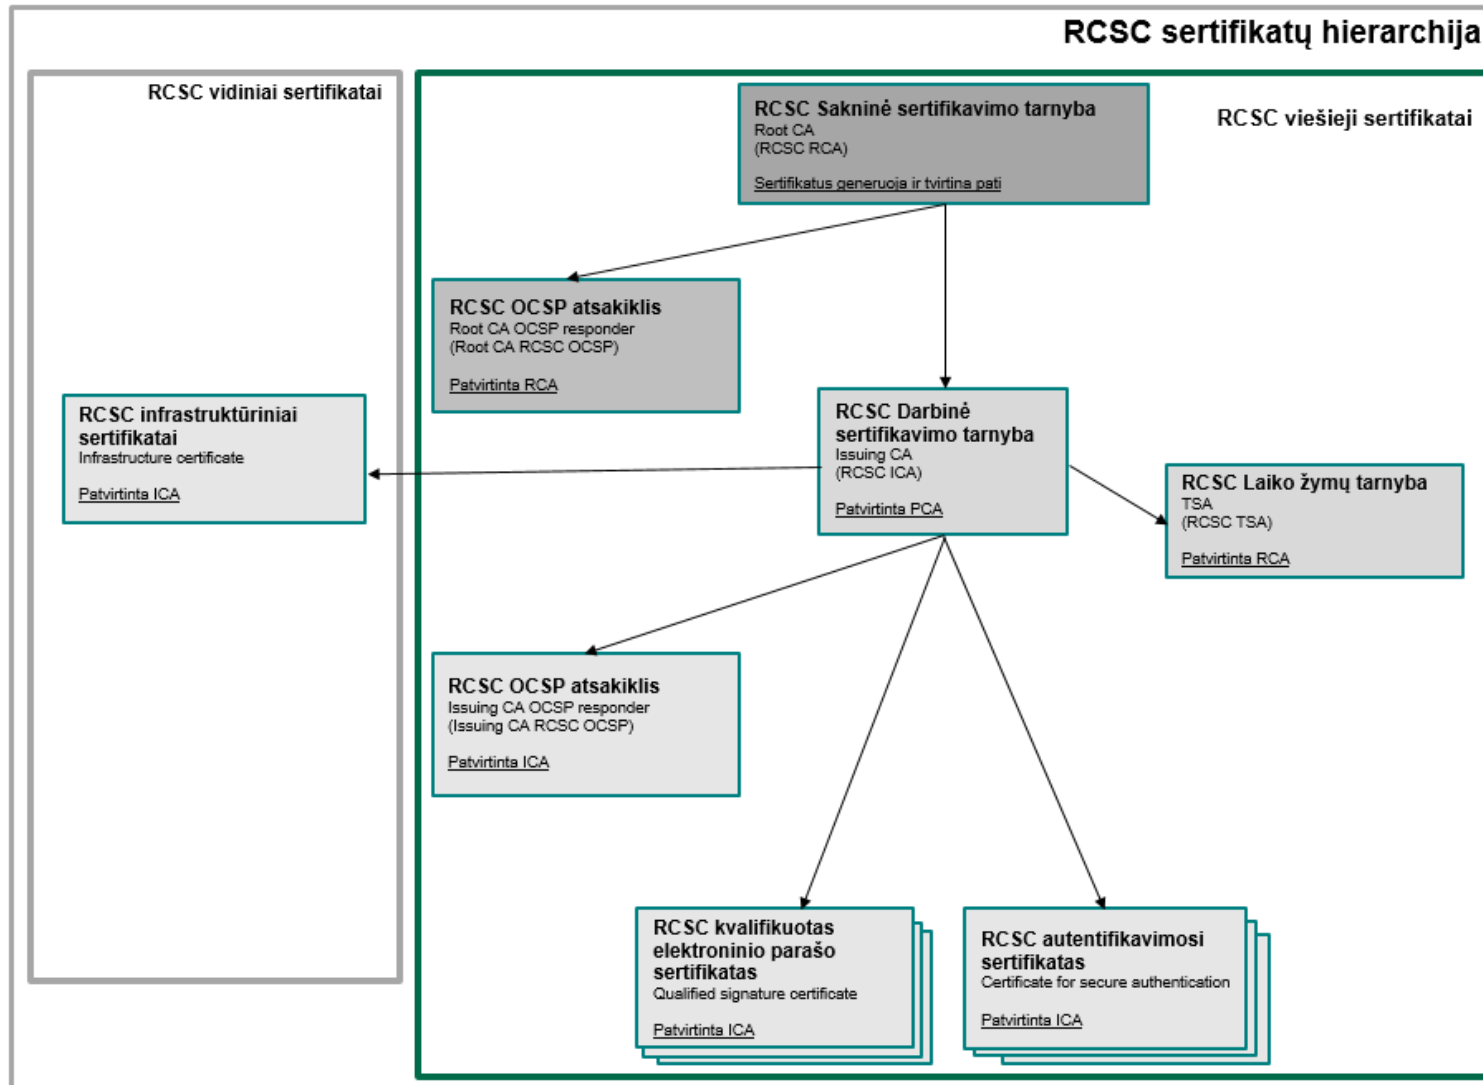 RCSC sertifikatų hierarchija
RCSC vidiniai sertifikatai
RCSC infrastruktūriniai
sertifikatai
Infrastructure certificate
Patvirtinta ICA
RCSC viešieji sertifikatai
RCSC Sakninė sertifikavimo tarnyba
Root CA
(RCSC RCA)
Sertifikatus generuoja ir tvirtina pati
RCSC OCSP atsakiklis
Root CA OCSP responder
(Root CA RCSC OCSP)
Patvirtinta RCA
RCSC Darbinė
sertifikavimo tarnyba
Issuing CA
(RCSC ICA)
Patvirtinta PCA
RCSC Laiko žymų tarnyba
TSA
(RCSC TSA)
Patvirtinta RCA
RCSC OCSP atsakiklis
Issuing CA OCSP responder
(Issuing CA RCSC OCSP)
Patvirtinta ICA
RCSC kvalifikuotas
elektroninio parašo
sertifikatas
Qualified signature certificate
Patvirtinta ICA
RCSC autentifikavimosi
sertifikatas
Certificate for secure authentication
Patvirtinta ICA